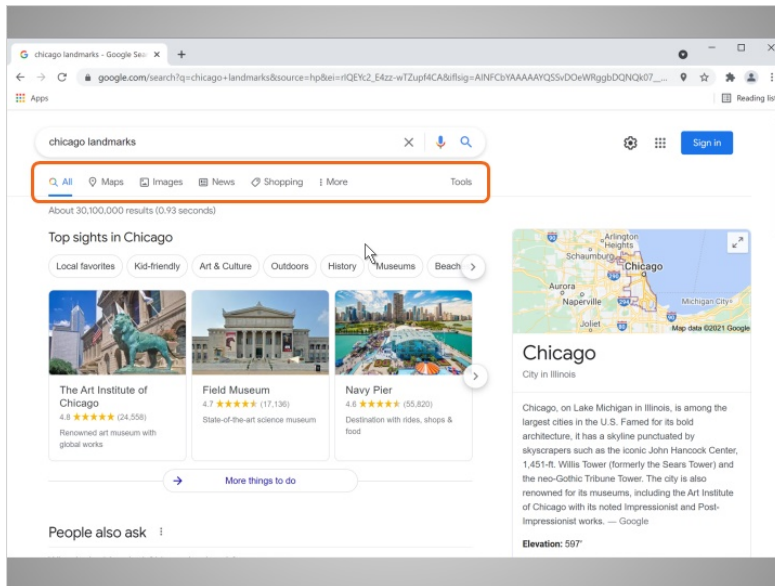 chicago landmarks - Google Sear
google.com/search?q=chicago+landmarks&source=hp&ei=rIQEYc2_E4zz-wTZupf4CA&iflsig=AINFCbYAAAAAYQSSvDOeWRggbDQNQk07__...
Apps
Reading list
chicago landmarks
Sign in
All Maps Images News Shopping More Tools
About 30,100,000 results (0.93 seconds)
Top sights in Chicago
Local favorites Kid-friendly Art & Culture Outdoors History Museums Beach
The Art Institute of
Chicago
4.8 (24,558)
Renowned art museum with
global works
Field Museum
4.7 (17,136)
State-of-the-art science museum
Navy Pier
4.6 (55,820)
Destination with rides, shops &
food
More things to do
People also ask
Arlington
Heights
Schaumburg
Chicago
Aurora
Naperville
Michigan City
Joliet
90
290
294
80
90
Map data ©2021 Google
Chicago
City in Illinois
Chicago, on Lake Michigan in Illinois, is among the
largest cities in the U.S. Famed for its bold
architecture, it has a skyline punctuated by
skyscrapers such as the iconic John Hancock Center,
1,451-ft. Willis Tower (formerly the Sears Tower) and
the neo-Gothic Tribune Tower. The city is also
renowned for its museums, including the Art Institute
of Chicago with its noted Impressionist and Post-
Impressionist works. — Google
Elevation: 597′